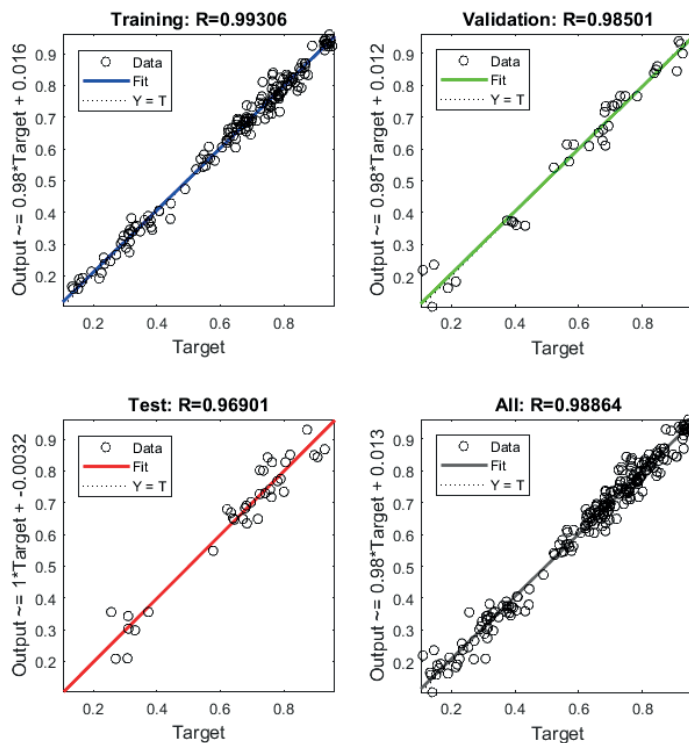 Training: R=0.99306
Output ~= 0.98*Target + 0.016
0.9
0.8
0.7
0.6
0.5
0.4
0.3
0.2
Data
Fit
Y = T
0.2 0.4 0.6 0.8
Target
Validation: R=0.98501
Output ~= 0.98*Target + 0.012
0.9
0.8
0.7
0.6
0.5
0.4
0.3
0.2
Data
Fit
Y = T
0.2 0.4 0.6 0.8
Target
Test: R=0.96901
Output ~= 1*Target + -0.0032
0.9
0.8
0.7
0.6
0.5
0.4
0.3
0.2
Data
Fit
Y = T
0.2 0.4 0.6 0.8
Target
All: R=0.98864
Output ~= 0.98*Target + 0.013
0.9
0.8
0.7
0.6
0.5
0.4
0.3
0.2
Data
Fit
Y = T
0.2 0.4 0.6 0.8
Target